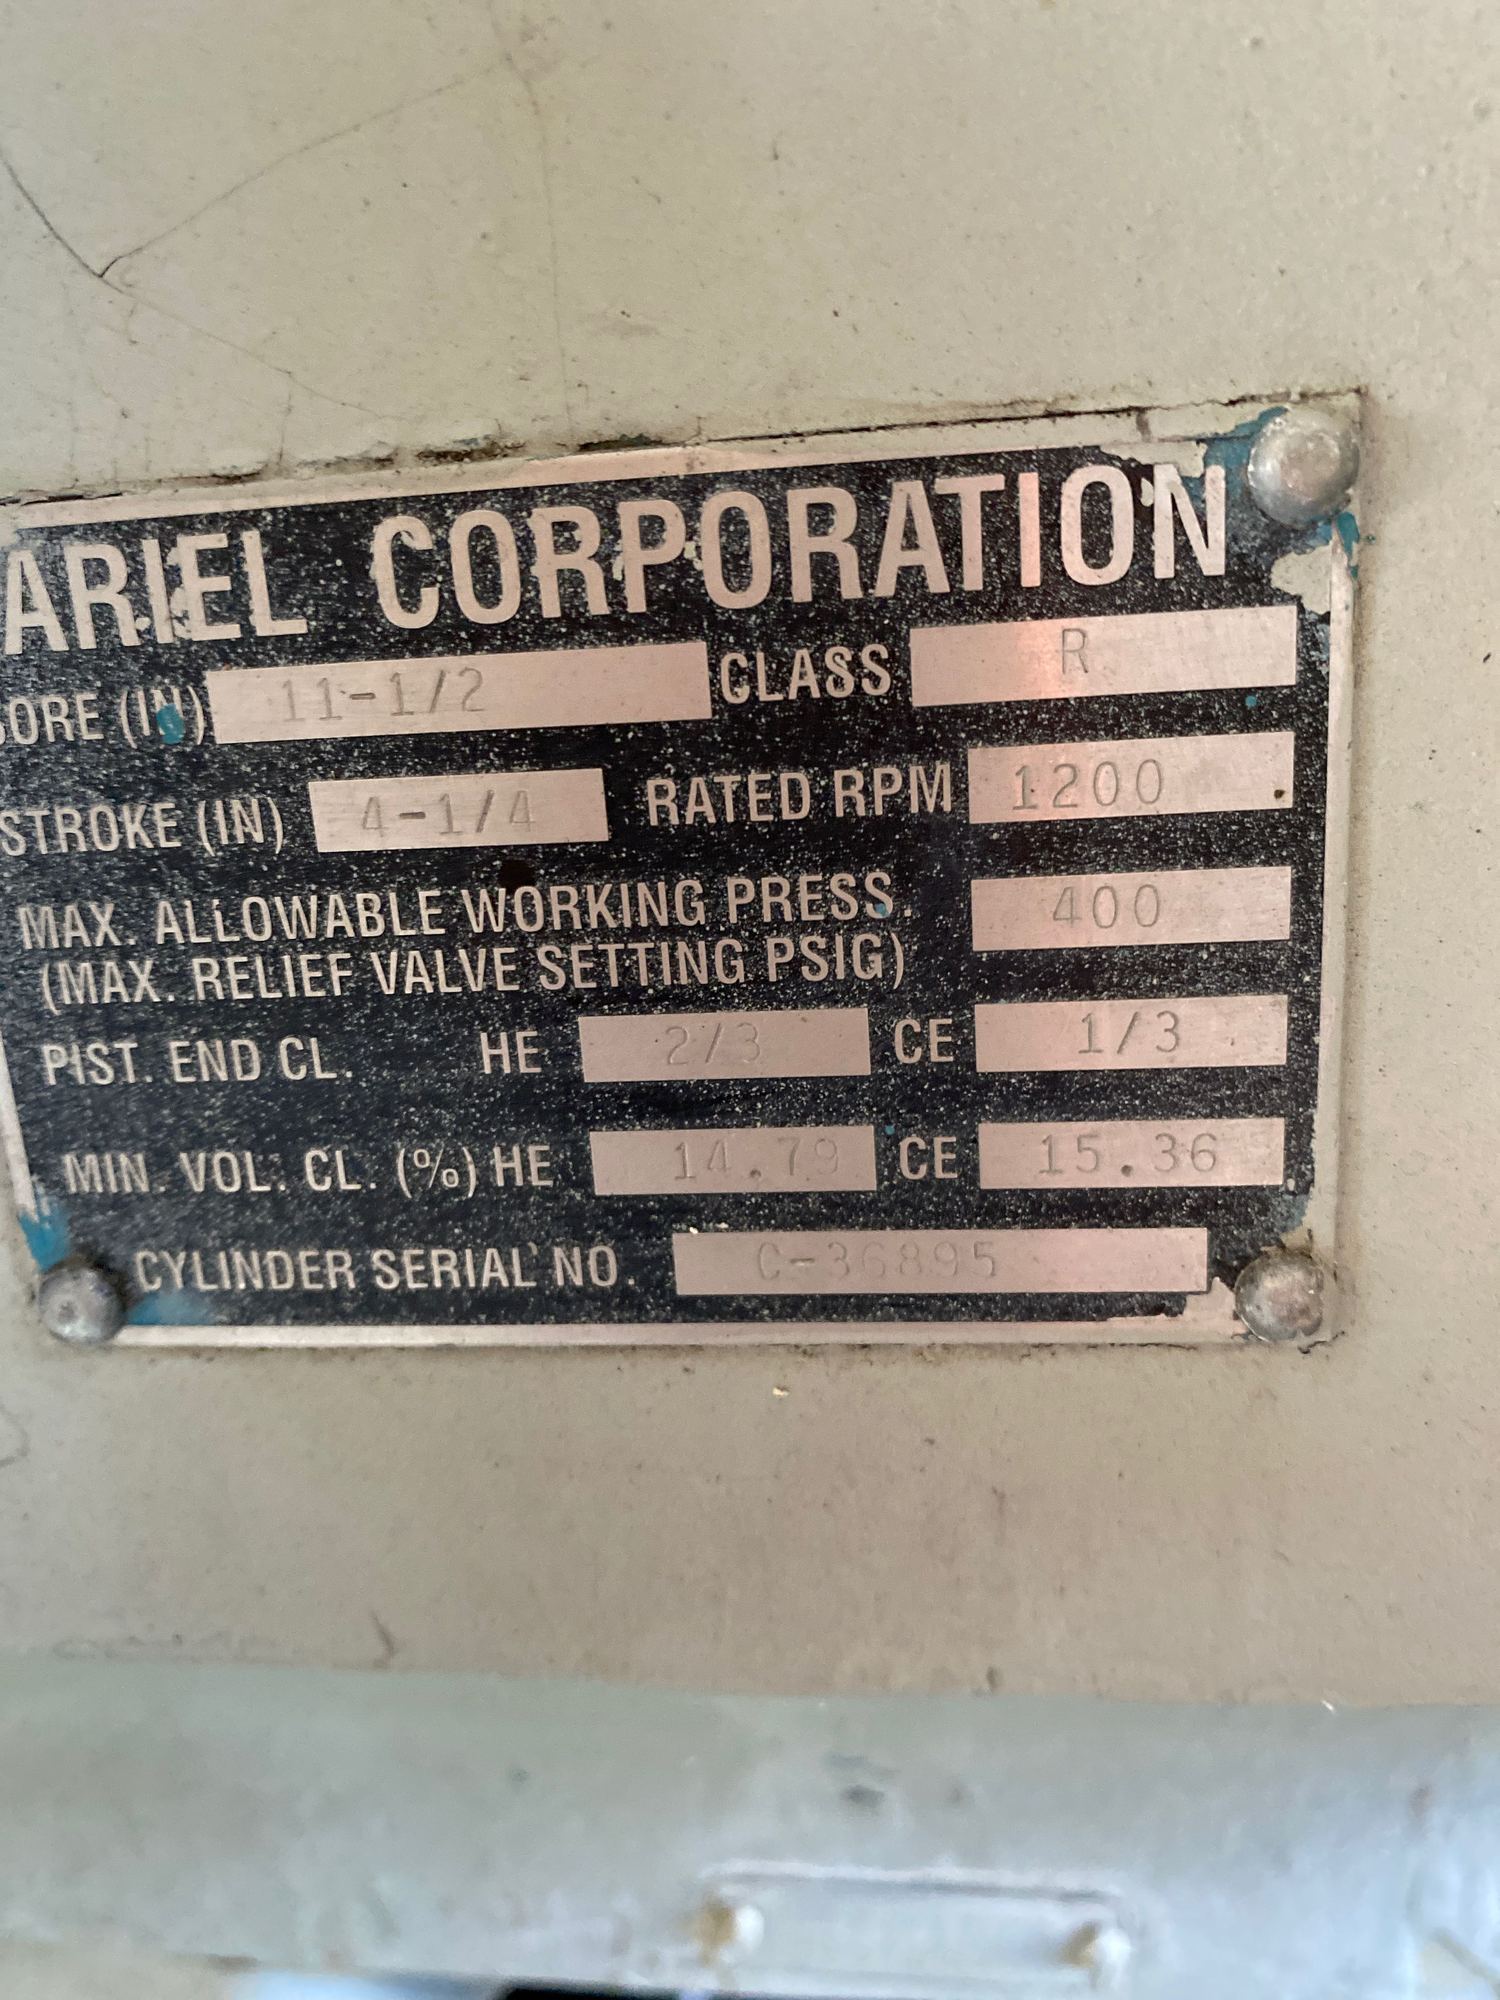 ARIEL CORPORATION
BORE (IN) 11-1/2 CLASS R
STROKE (IN) 4-1/4 RATED RPM 1200
MAX. ALLOWABLE WORKING PRESS. 400
(MAX. RELIEF VALVE SETTING PSIG)
PIST. END CL. HE 2/3 CE 1/3
MIN. VOL. CL. (%) HE 14.79 CE 15.36
CYLINDER SERIAL NO. C-36895